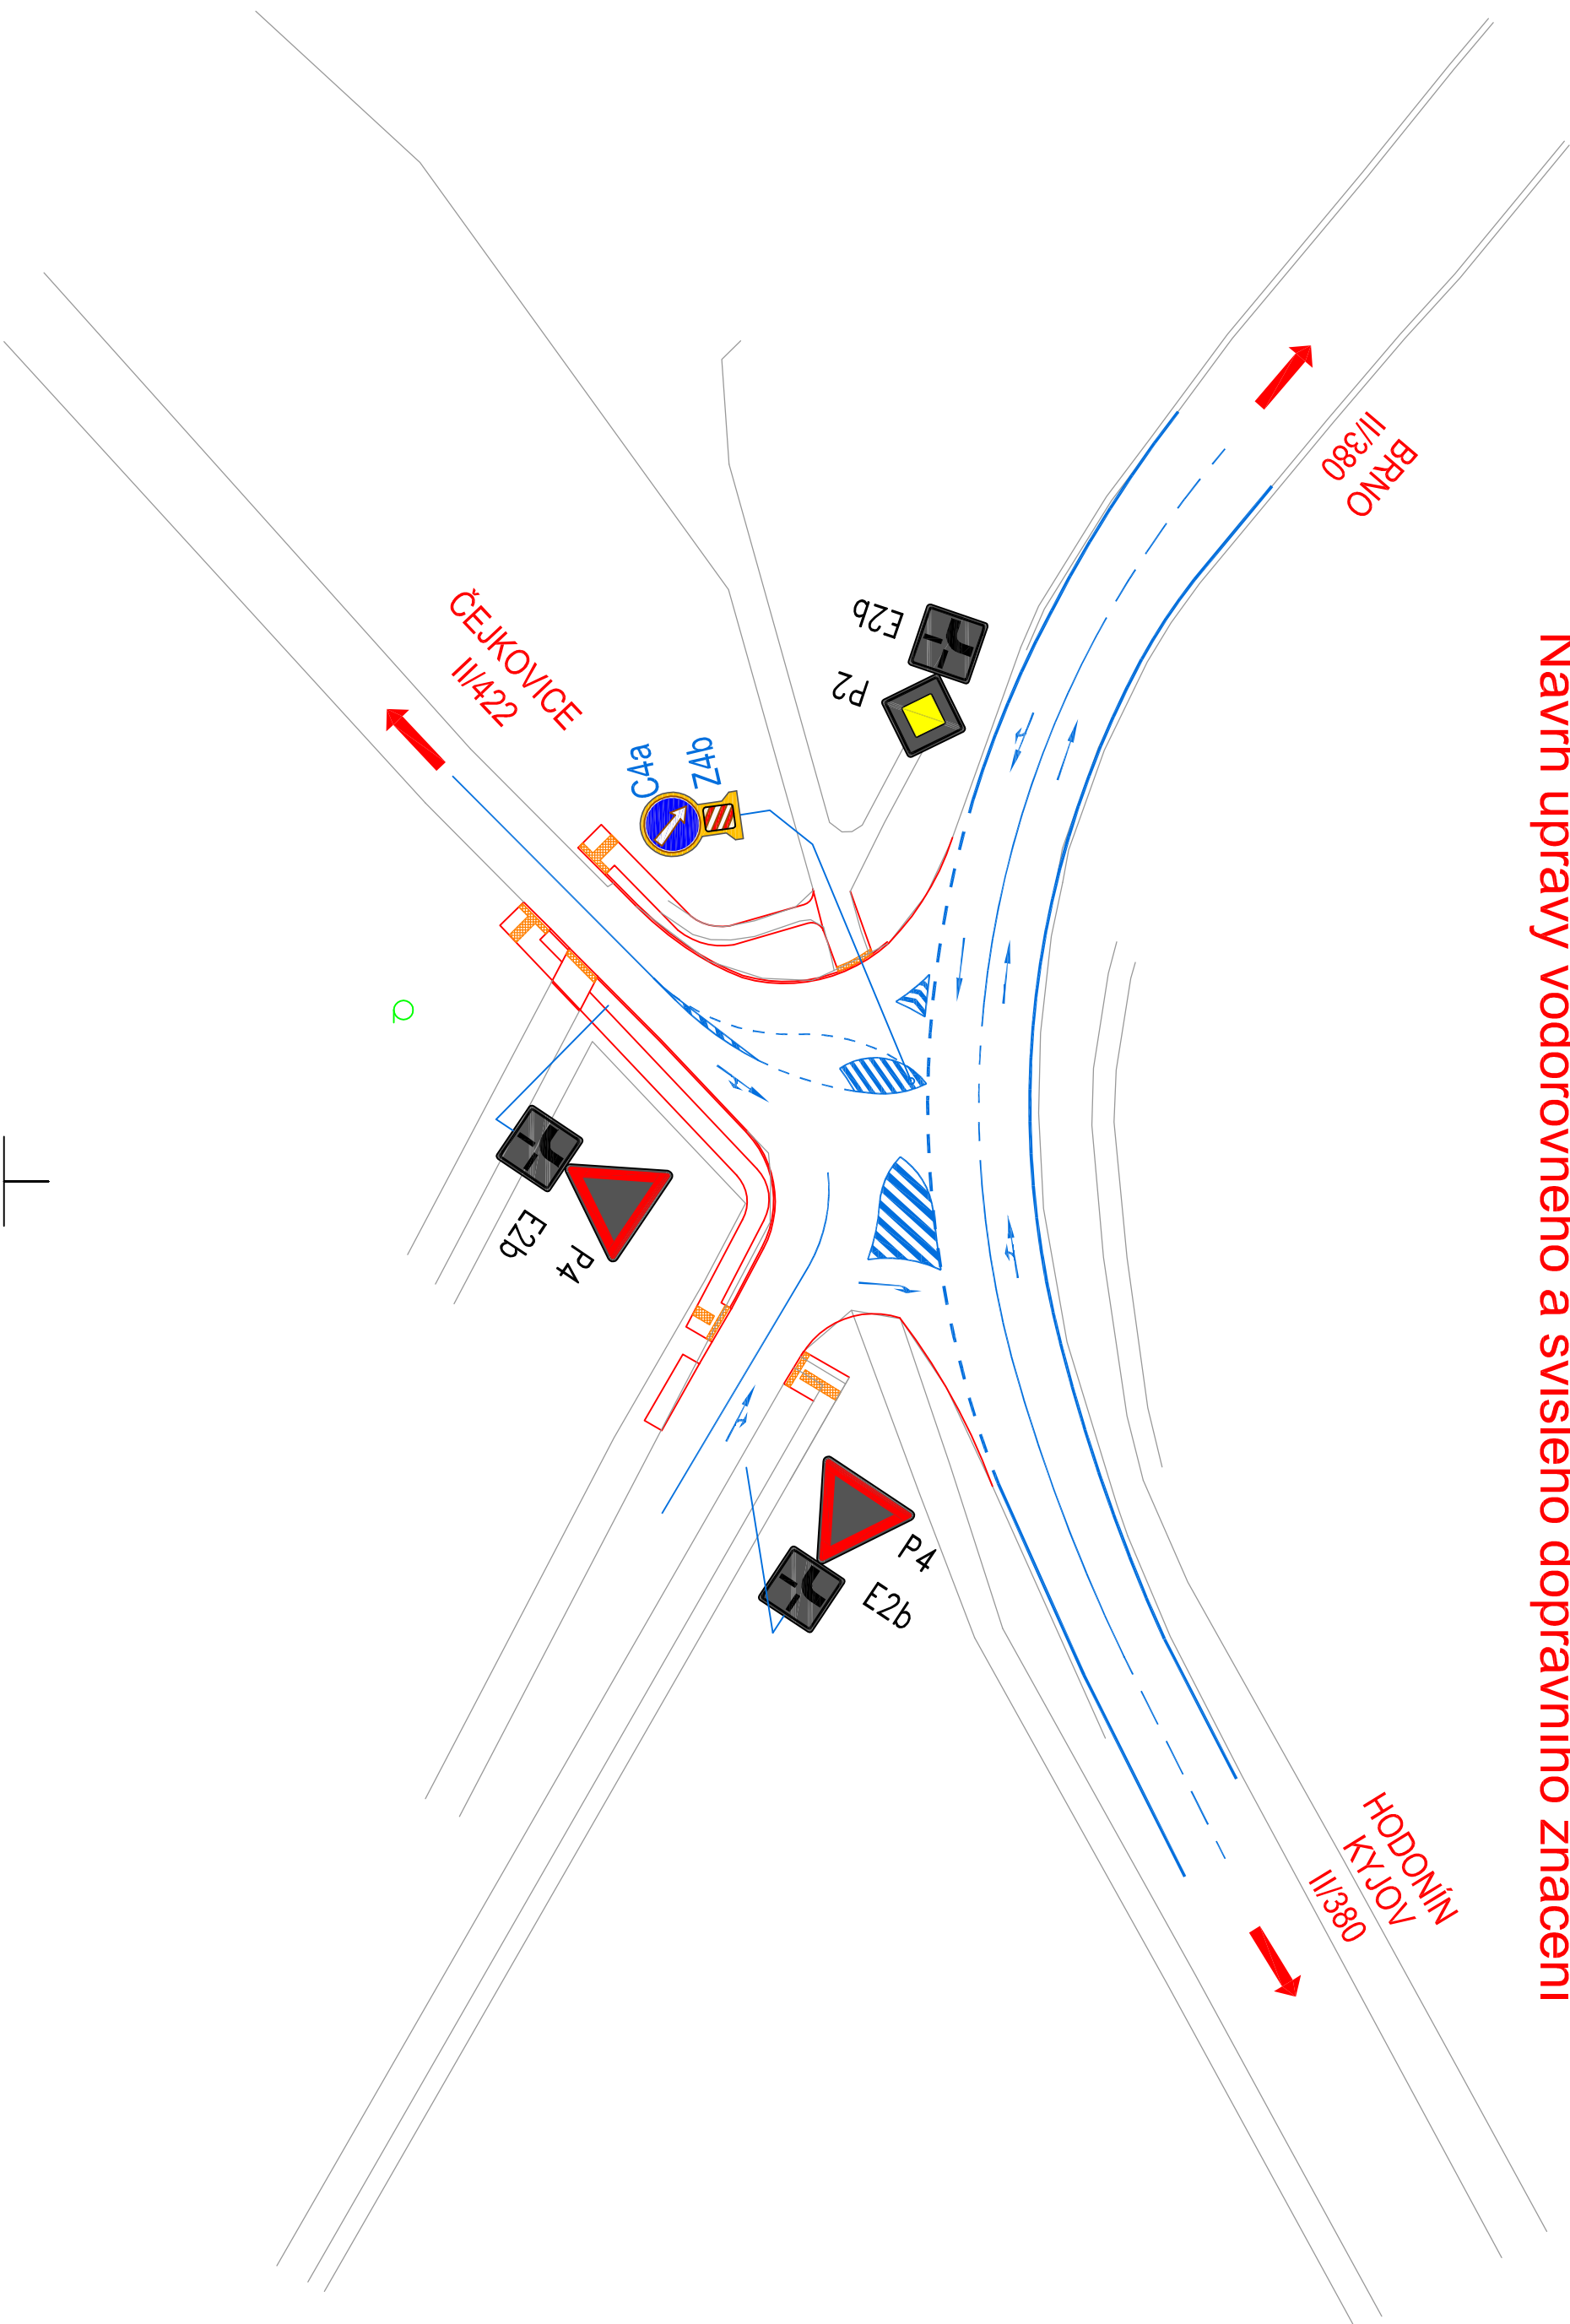 Návrh úpravy vodorovného a svislého dopravního značení
BRNO
II/380
ČEJKOVICE
II/422
E2b
P2
C4a
Z4b
E2b
P4
P4
E2b
HODONÍN
KYJOV
II/380